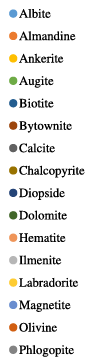 Albite
Almandine
Ankerite
Augite
Biotite
Bytownite
Calcite
Chalcopyrite
Diopside
Dolomite
Hematite
Ilmenite
Labradorite
Magnetite
Olivine
Phlogopite